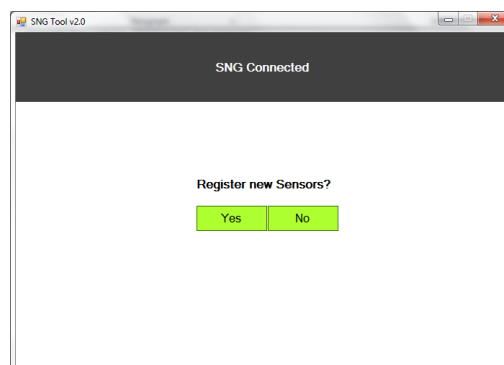 SNG Tool v2.0
SNG Connected
Register new Sensors?
Yes No